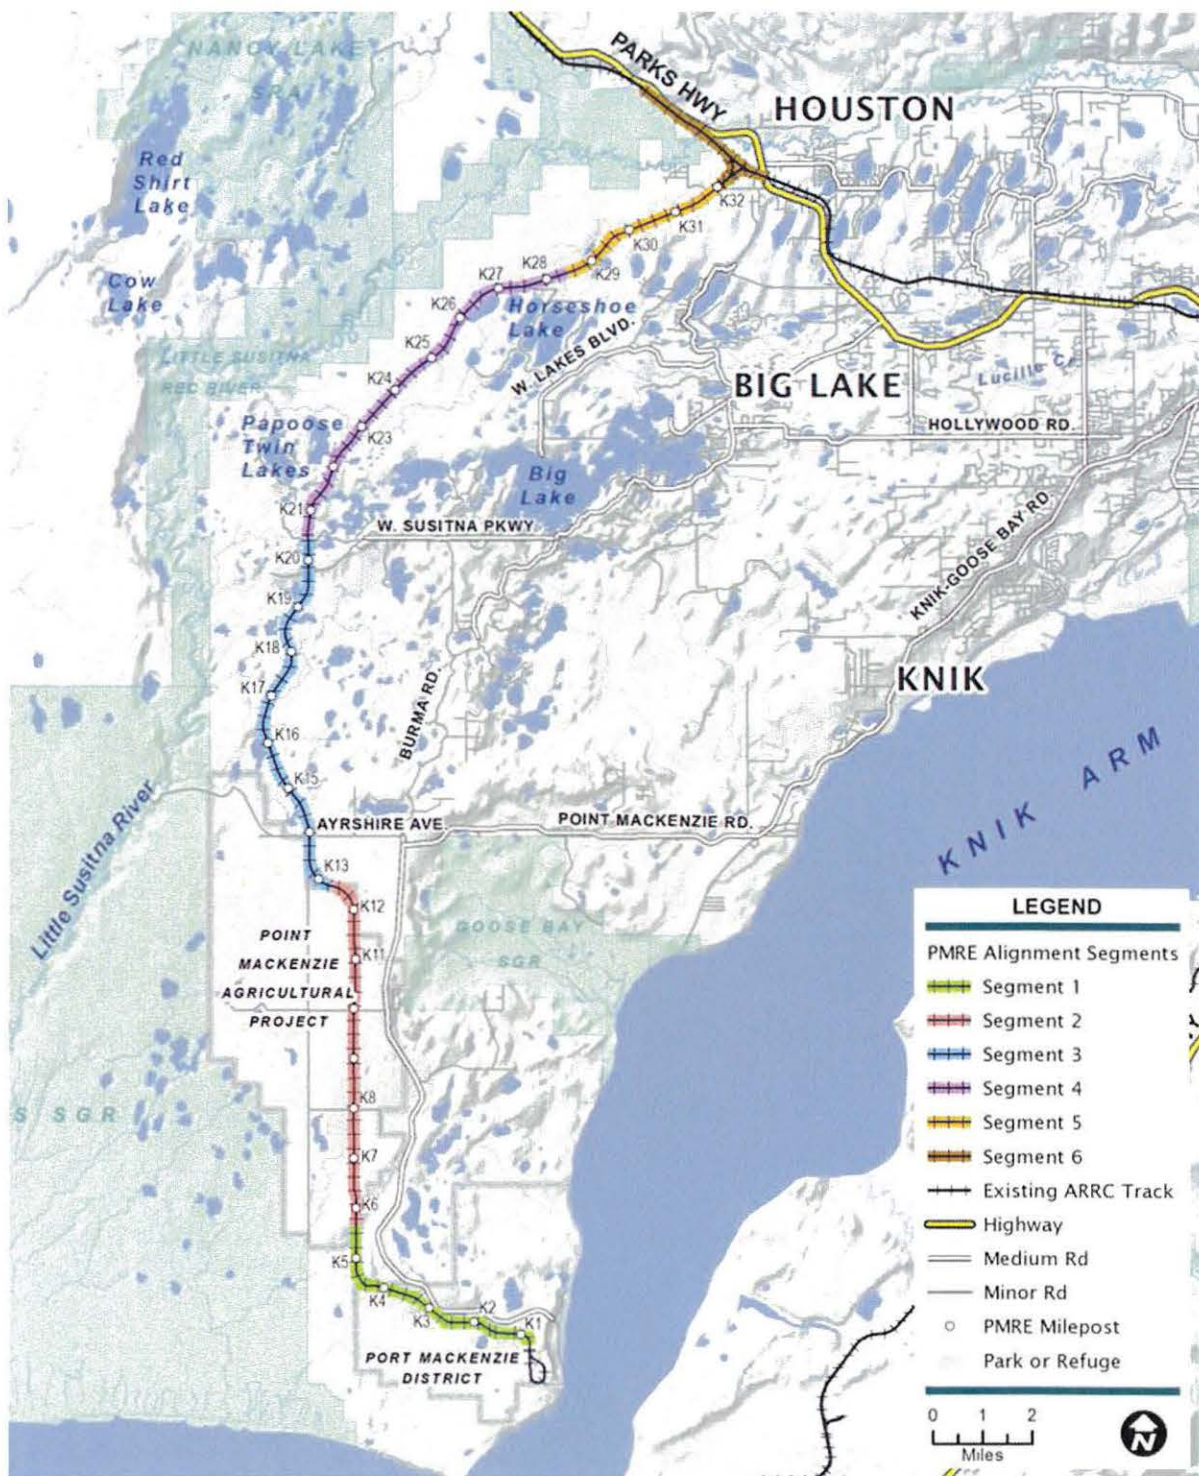 NANCY LAKE
SRA
PARKS HWY
HOUSTON
Red
Shirt
Lake
K32
K31
K30
K29
K28
K27
Cow
Lake
Horseshoe
Lake
K26
W. LAKES BLVD.
LITTLE SUSITNA
K25
RED RIVER
BIG LAKE
Lucille Cr.
K24
Papoose
Twin
Lakes
K23
HOLLYWOOD RD.
Big
Lake
K21
W. SUSITNA PKWY.
KNIK-GOOSE BAY RD.
K20
K19
K18
KNIK
K17
BURMA RD.
K16
KNIK ARM
K15
Little Susitna River
AYRSHIRE AVE.
POINT MACKENZIE RD.
K13
K12
GOOSE BAY
SGR
POINT
MACKENZIE
AGRICULTURAL
PROJECT
K11
S SGR
K8
K7
K6
K5
K4
K3
K2
K1
PORT MACKENZIE
DISTRICT
LEGEND
PMRE Alignment Segments
Segment 1
Segment 2
Segment 3
Segment 4
Segment 5
Segment 6
Existing ARRC Track
Highway
Medium Rd
Minor Rd
PMRE Milepost
Park or Refuge
0 1 2
Miles
N